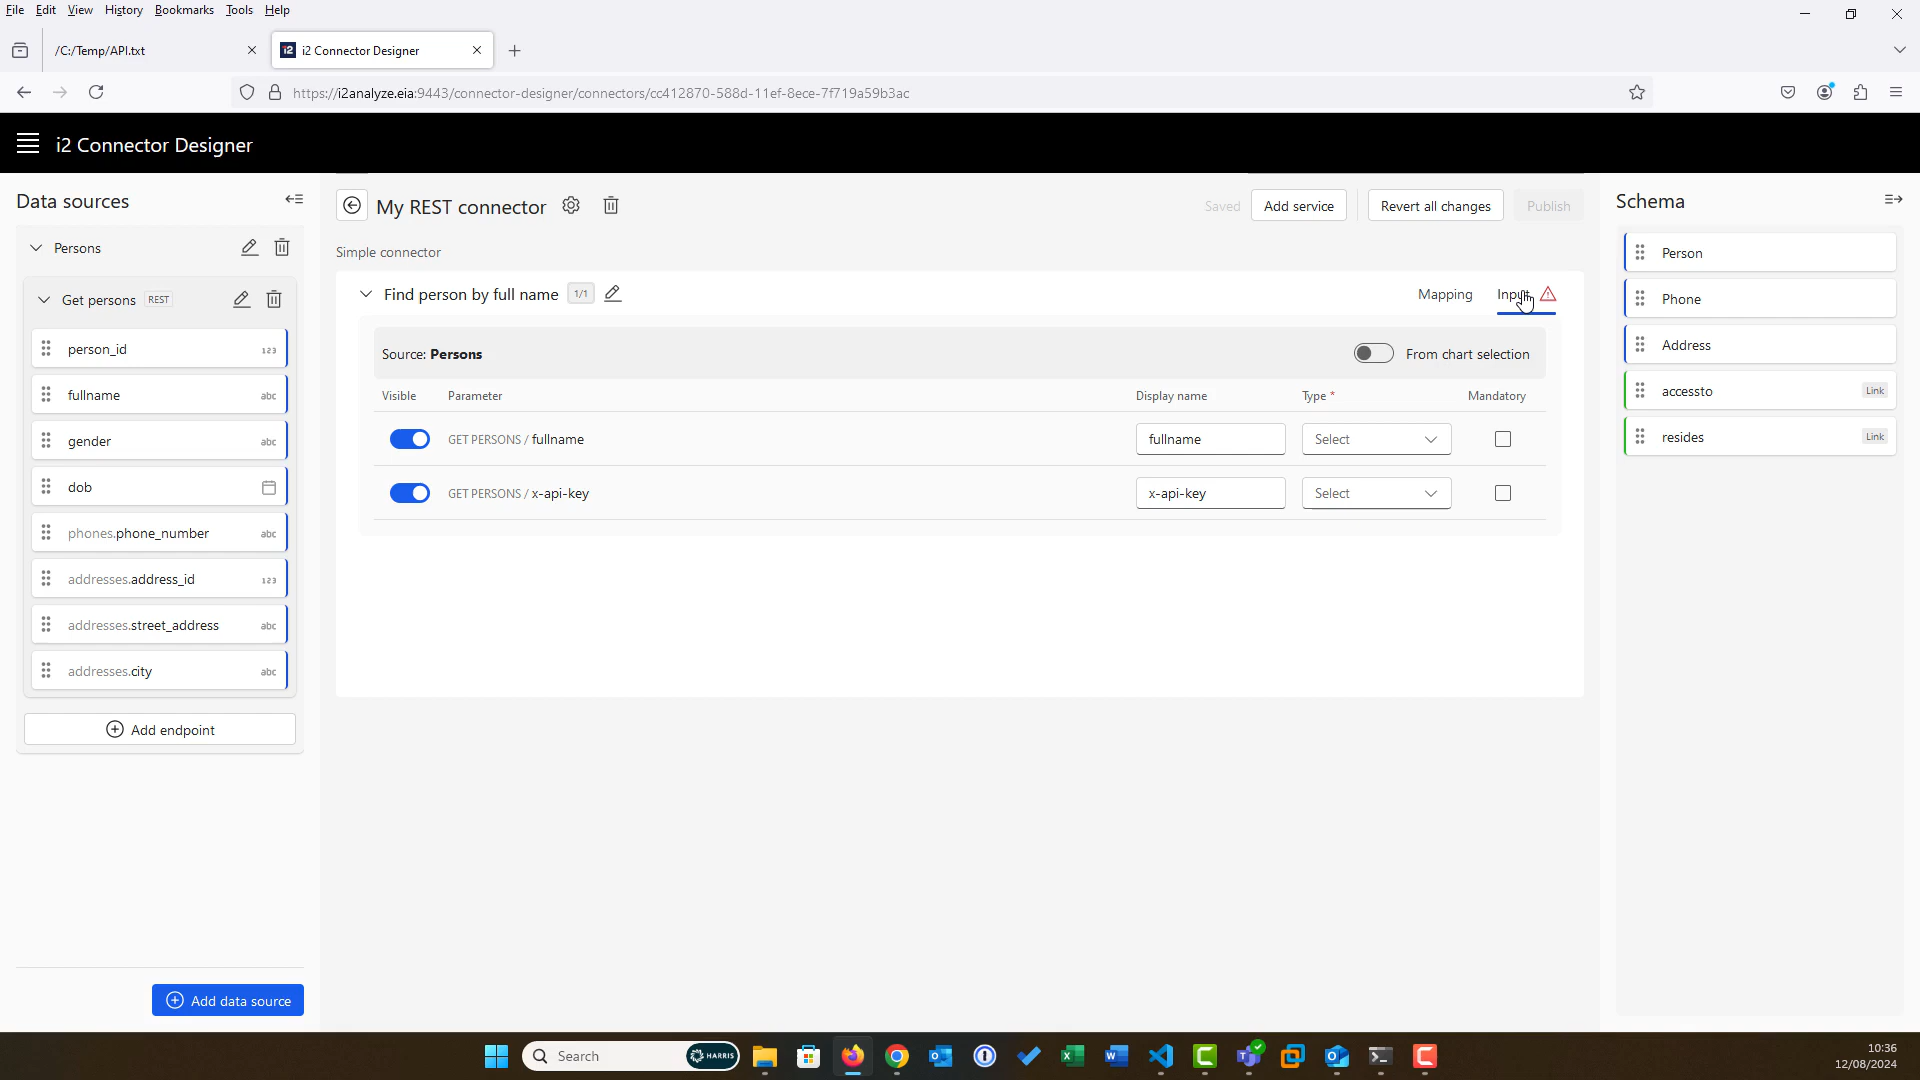 File Edit View History Bookmarks Tools Help
/C:/Temp/API.txt
i2 i2 Connector Designer
https://i2analyze.eia:9443/connector-designer/connectors/cc412870-588d-11ef-8ece-7f719a59b3ac
i2 Connector Designer
Data sources
Persons
Get persons REST
person_id 123
fullname abc
gender abc
dob
phones.phone_number abc
addresses.address_id 123
addresses.street_address abc
addresses.city abc
Add endpoint
Add data source
My REST connector
Saved Add service Revert all changes Publish
Simple connector
Find person by full name 1/1 Mapping Input
Source: Persons From chart selection
Visible Parameter Display name Type * Mandatory
GET PERSONS / fullname fullname Select
GET PERSONS / x-api-key x-api-key Select
Schema
Person
Phone
Address
accessto Link
resides Link
Search HARRIS
10:36
12/08/2024